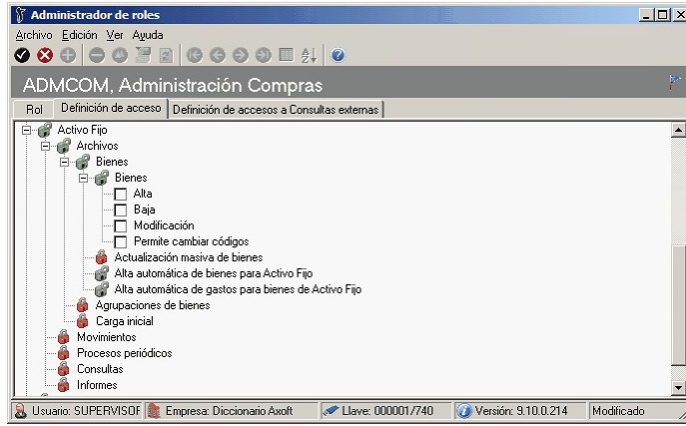 Administrador de roles
Archivo Edición Ver Ayuda
ADMCOM, Administración Compras
Rol Definición de acceso Definición de accesos a Consultas externas
Activo Fijo
Archivos
Bienes
Bienes
Alta
Baja
Modificación
Permite cambiar códigos
Actualización masiva de bienes
Alta automática de bienes para Activo Fijo
Alta automática de gastos para bienes de Activo Fijo
Agrupaciones de bienes
Carga inicial
Movimientos
Procesos periódicos
Consultas
Informes
Usuario: SUPERVISOR Empresa: Diccionario Axoft Llave: 000001/740 Versión: 9.10.0.214 Modificado